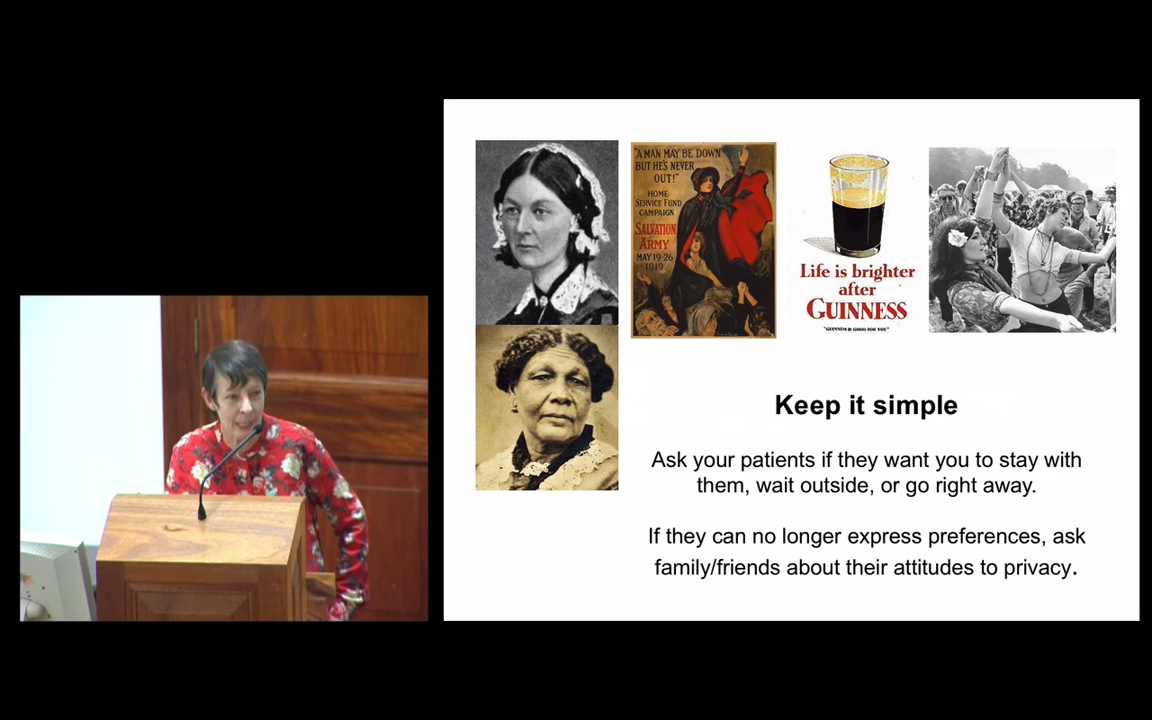 "A MAN MAY BE DOWN
BUT HE'S NEVER
OUT!"
HOME
SERVICE FUND
CAMPAIGN
SALVATION
ARMY
MAY 19-26
1919
Life is brighter
after
GUINNESS
"GUINNESS IS GOOD FOR YOU"
Keep it simple
Ask your patients if they want you to stay with
them, wait outside, or go right away.
If they can no longer express preferences, ask
family/friends about their attitudes to privacy.